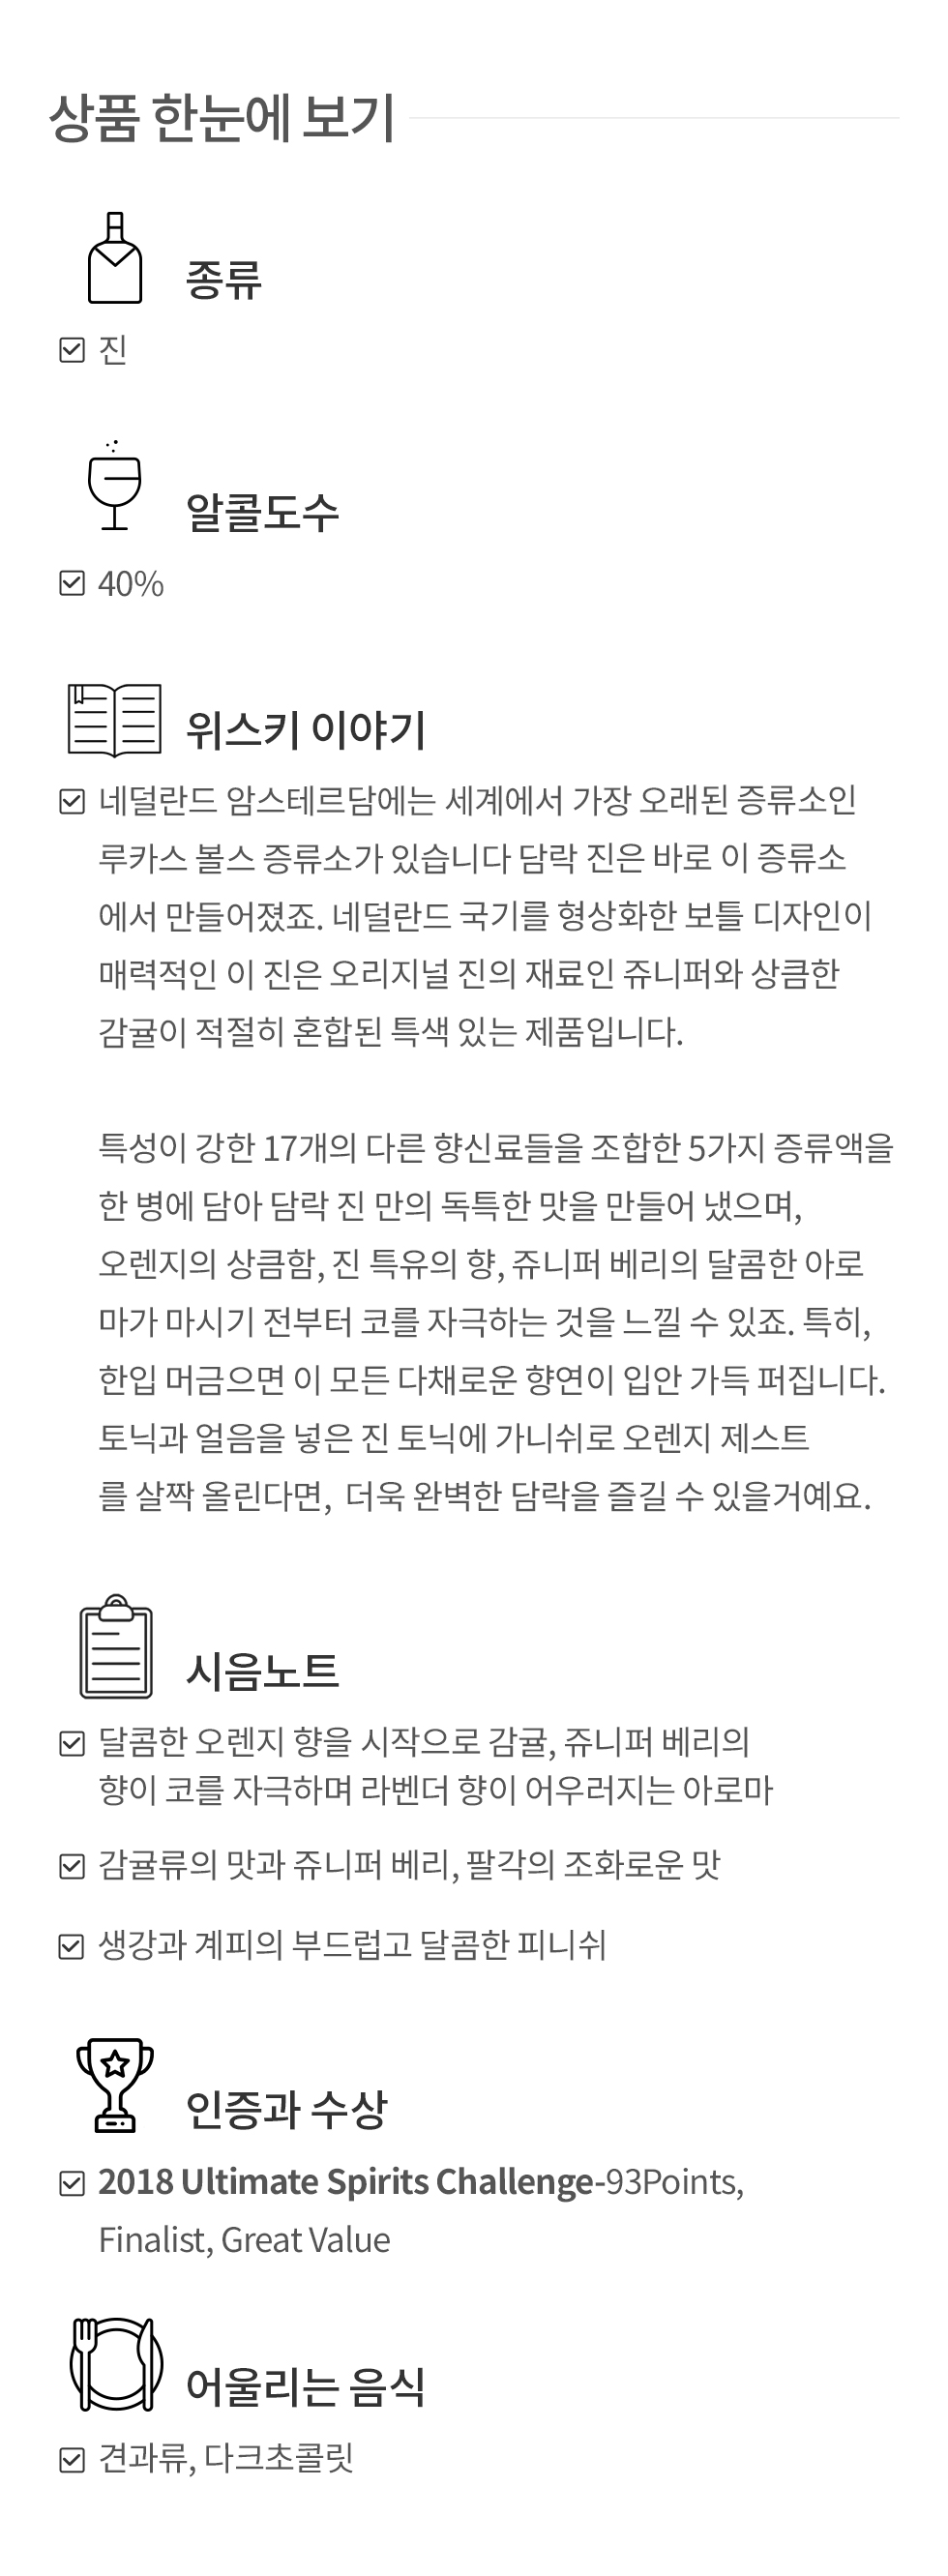 상품 한눈에 보기
종류
진
알콜도수
40%
위스키 이야기
네덜란드 암스테르담에는 세계에서 가장 오래된 증류소인
루카스 볼스 증류소가 있습니다 담락 진은 바로 이 증류소
에서 만들어졌죠. 네덜란드 국기를 형상화한 보틀 디자인이
매력적인 이 진은 오리지널 진의 재료인 쥬니퍼와 상큼한
감귤이 적절히 혼합된 특색 있는 제품입니다.
특성이 강한 17개의 다른 향신료들을 조합한 5가지 증류액을
한 병에 담아 담락 진 만의 독특한 맛을 만들어 냈으며,
오렌지의 상큼함, 진 특유의 향, 쥬니퍼 베리의 달콤한 아로
마가 마시기 전부터 코를 자극하는 것을 느낄 수 있죠. 특히,
한입 머금으면 이 모든 다채로운 향연이 입안 가득 퍼집니다.
토닉과 얼음을 넣은 진 토닉에 가니쉬로 오렌지 제스트
를 살짝 올린다면, 더욱 완벽한 담락을 즐길 수 있을거예요.
시음노트
달콤한 오렌지 향을 시작으로 감귤, 쥬니퍼 베리의
향이 코를 자극하며 라벤더 향이 어우러지는 아로마
감귤류의 맛과 쥬니퍼 베리, 팔각의 조화로운 맛
생강과 계피의 부드럽고 달콤한 피니쉬
인증과 수상
2018 Ultimate Spirits Challenge-93Points,
Finalist, Great Value
어울리는 음식
견과류, 다크초콜릿